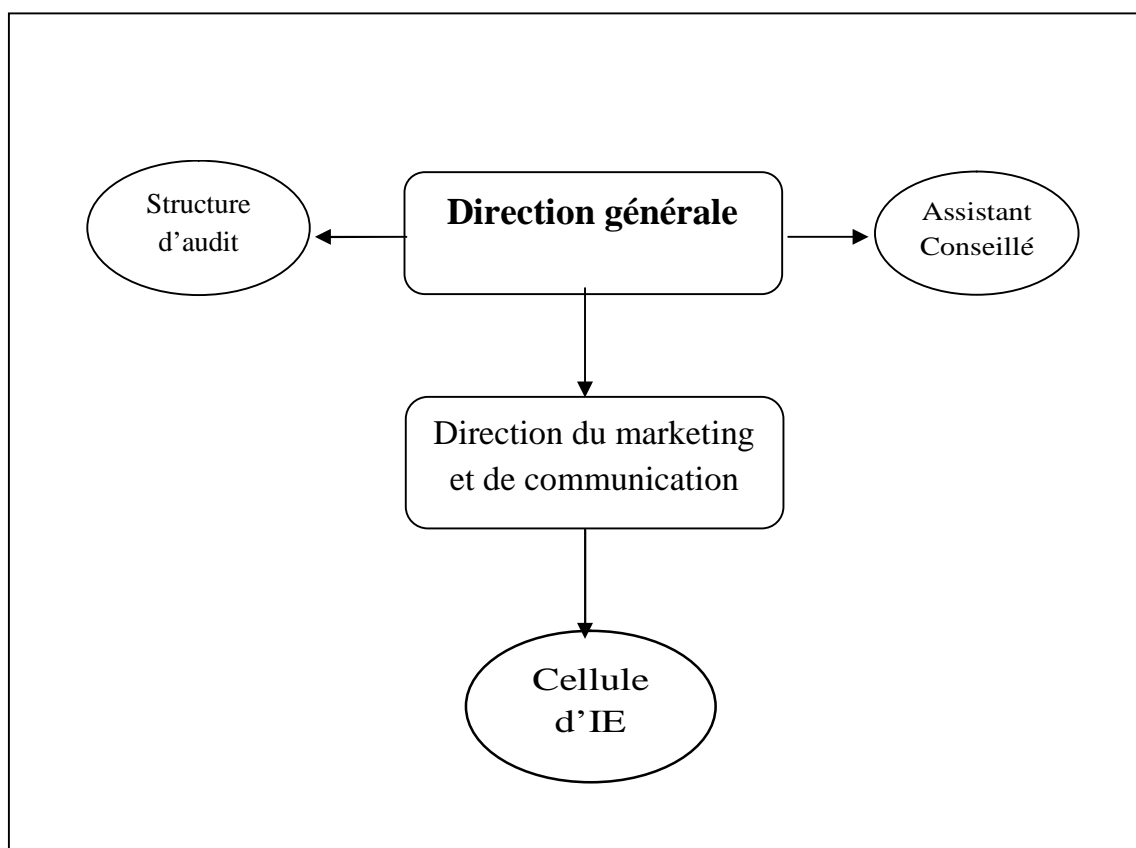 Structure
d’audit
Direction générale
Assistant
Conseillé
Direction du marketing
et de communication
Cellule
d’IE